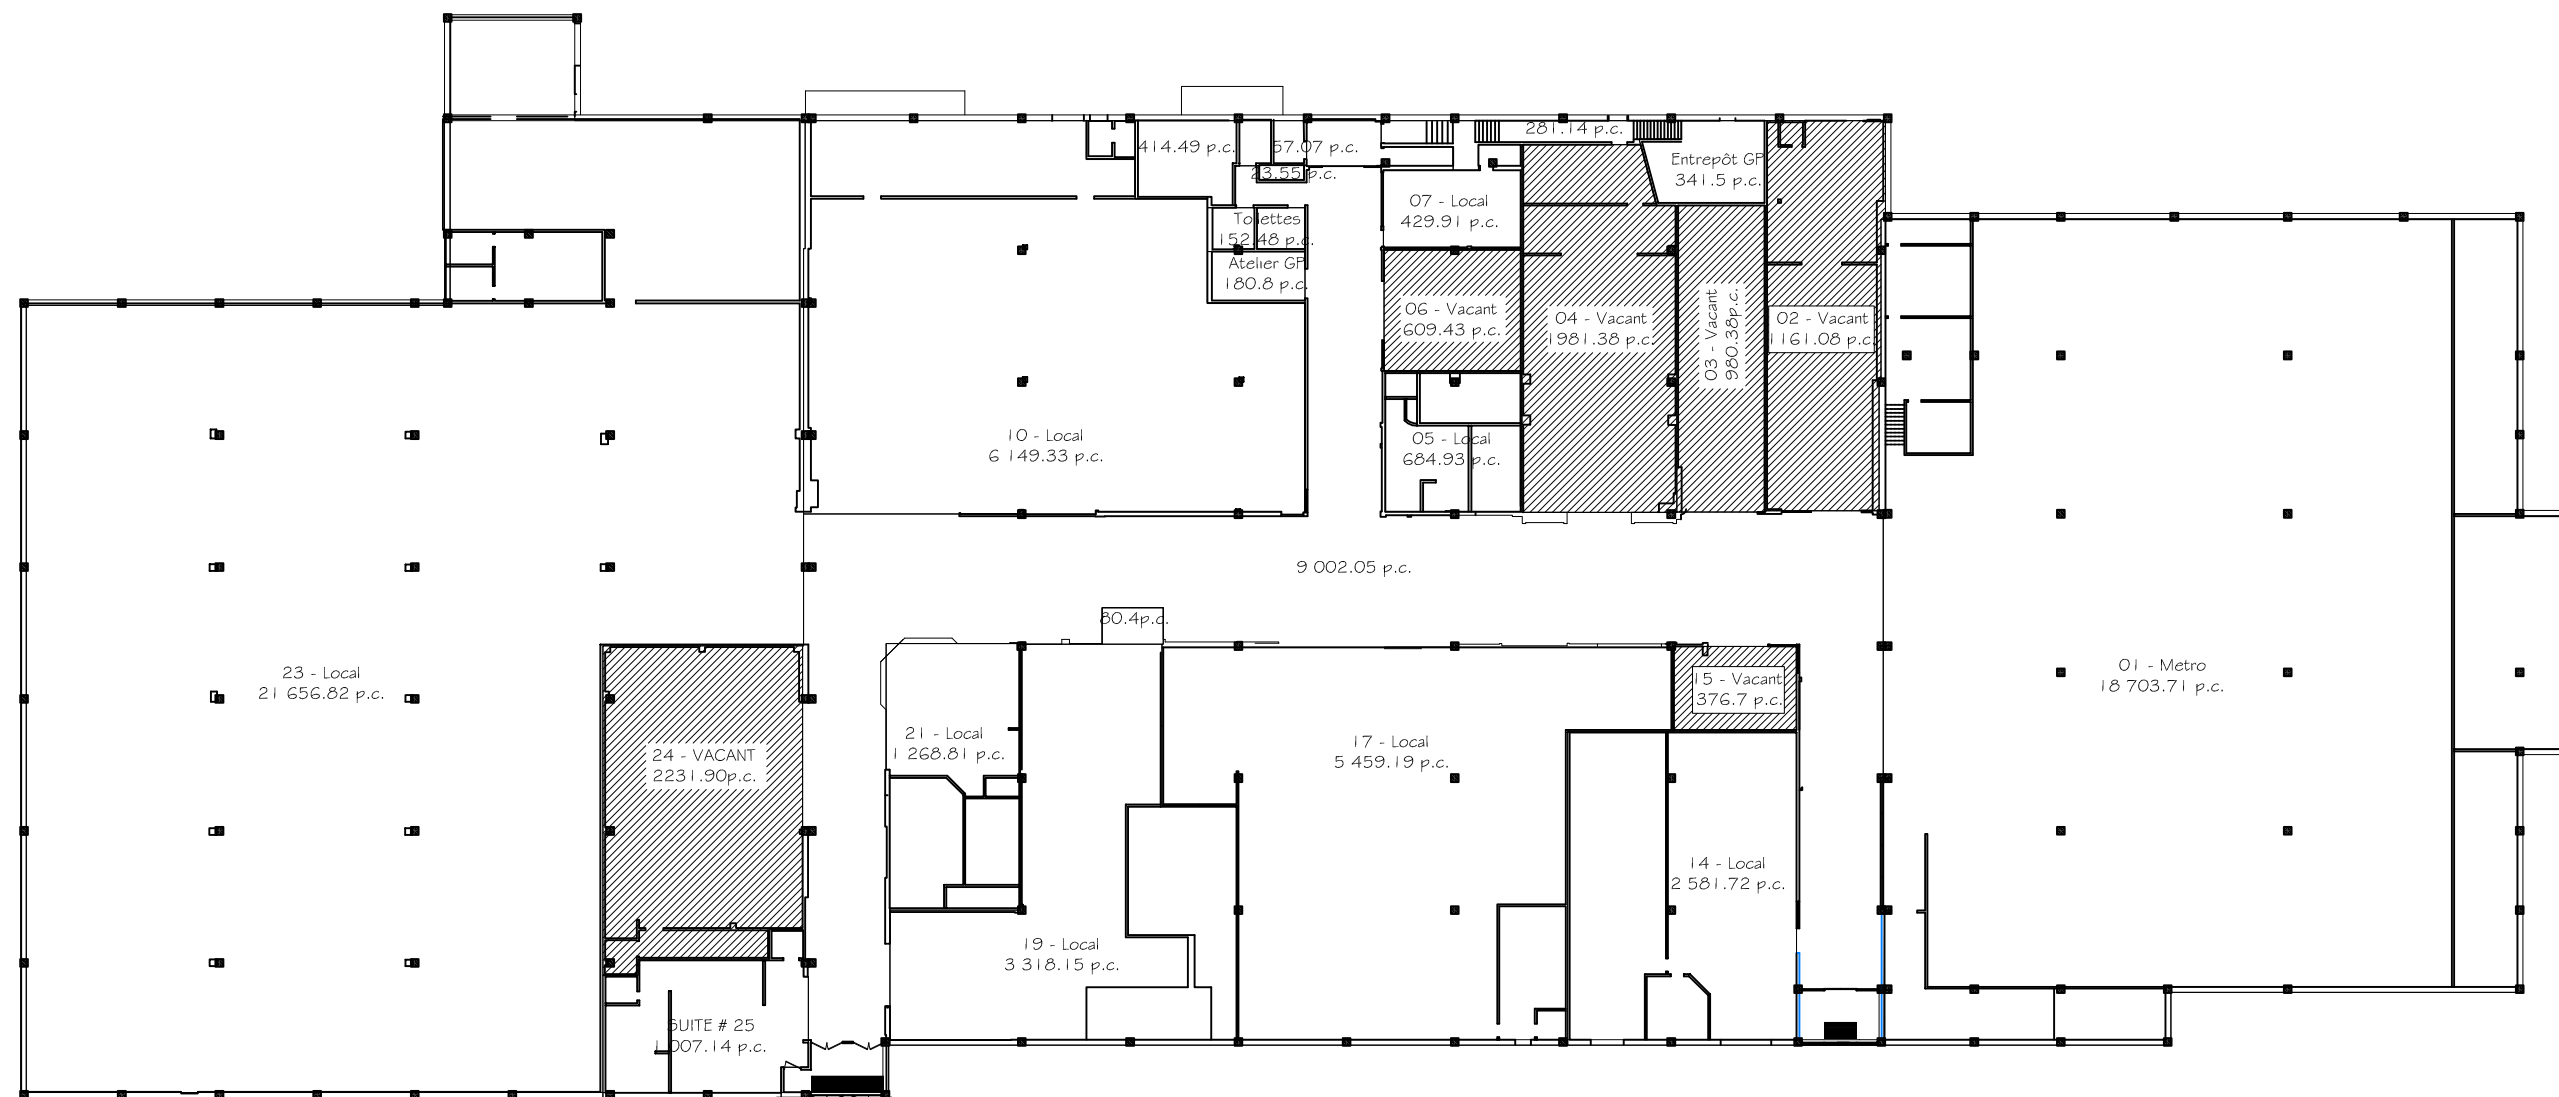 281.14 p.c.
414.49 p.c.
57.07 p.c.
23.55 p.c.
Entrepôt GP
341.5 p.c.
07 - Local
429.91 p.c.
Toilettes
152.48 p.c.
Atelier GP
180.8 p.c.
06 - Vacant
609.43 p.c.
04 - Vacant
1981.38 p.c.
03 - Vacant
980.38p.c.
02 - Vacant
1161.08 p.c.
10 - Local
6 149.33 p.c.
05 - Local
684.93 p.c.
9 002.05 p.c.
80.4p.c.
23 - Local
21 656.82 p.c.
01 - Metro
18 703.71 p.c.
15 - Vacant
376.7 p.c.
24 - VACANT
2231.90p.c.
21 - Local
1 268.81 p.c.
17 - Local
5 459.19 p.c.
14 - Local
2 581.72 p.c.
19 - Local
3 318.15 p.c.
SUITE # 25
1 007.14 p.c.